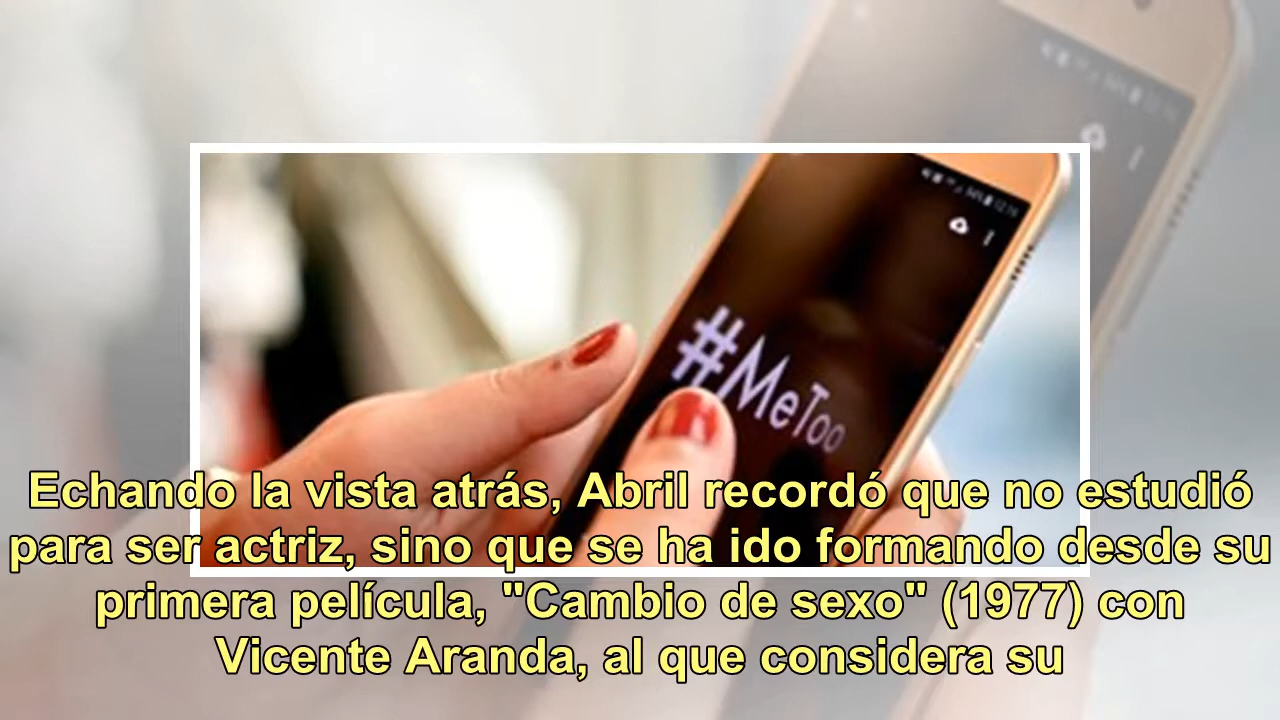 #MeToo
Echando la vista atrás, Abril recordó que no estudió
para ser actriz, sino que se ha ido formando desde su
primera película, "Cambio de sexo" (1977) con
Vicente Aranda, al que considera su